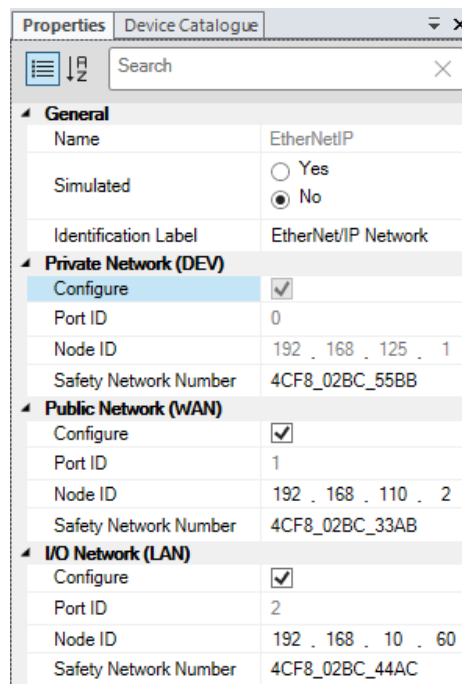 Properties Device Catalogue
Search
General
Name EtherNetIP
Simulated Yes
No
Identification Label EtherNet/IP Network
Private Network (DEV)
Configure
Port ID 0
Node ID 192 . 168 . 125 . 1
Safety Network Number 4CF8_02BC_55BB
Public Network (WAN)
Configure
Port ID 1
Node ID 192 . 168 . 110 . 2
Safety Network Number 4CF8_02BC_33AB
I/O Network (LAN)
Configure
Port ID 2
Node ID 192 . 168 . 10 . 60
Safety Network Number 4CF8_02BC_44AC